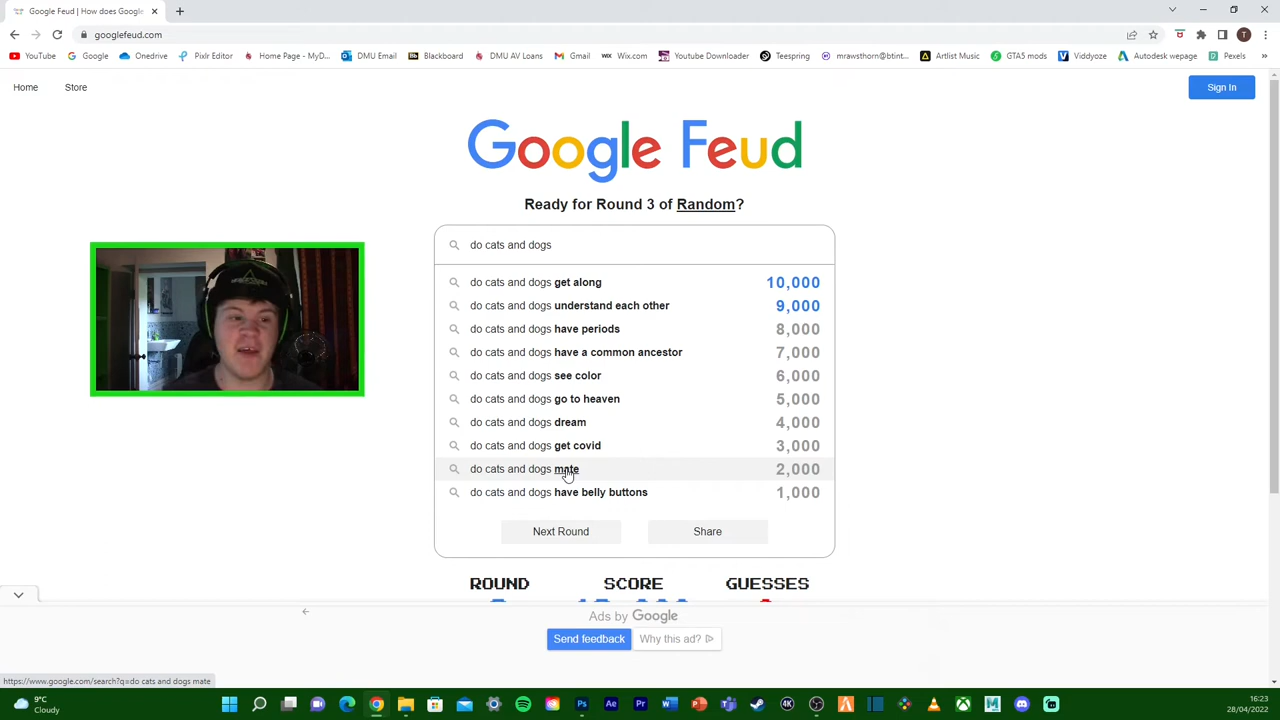 Google Feud | How does Google
googlefeud.com
YouTube Google Onedrive Pixlr Editor Home Page - MyD... DMU Email Blackboard DMU AV Loans Gmail Wix.com Youtube Downloader Teespring mrawsthorn@btint... Artlist Music GTA5 mods Viddyoze Autodesk wepage Pexels
Home Store Sign In
Google Feud
Ready for Round 3 of Random?
do cats and dogs
do cats and dogs get along 10,000
do cats and dogs understand each other 9,000
do cats and dogs have periods 8,000
do cats and dogs have a common ancestor 7,000
do cats and dogs see color 6,000
do cats and dogs go to heaven 5,000
do cats and dogs dream 4,000
do cats and dogs get covid 3,000
do cats and dogs mate 2,000
do cats and dogs have belly buttons 1,000
Next Round Share
ROUND SCORE GUESSES
Ads by Google
Send feedback Why this ad?
https://www.google.com/search?q=do cats and dogs mate
9°C
Cloudy
16:23
28/04/2022